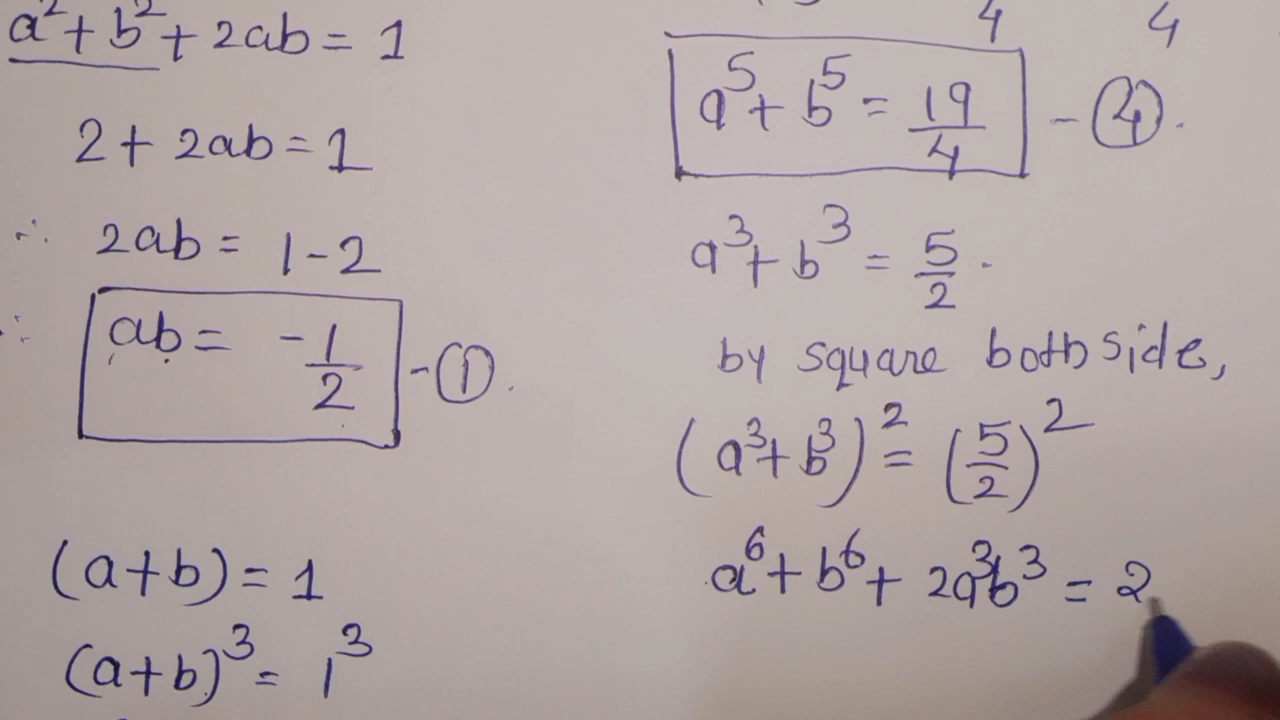 a² + b² + 2ab = 1
2 + 2ab = 1
∴ 2ab = 1 - 2
∴ ab = -1/2 - ①.
(a+b) = 1
(a+b)³ = 1³
4 4
a⁵ + b⁵ = 19/4 - ④.
a³ + b³ = 5/2 .
by square both side,
(a³ + b³)² = (5/2)²
a⁶ + b⁶ + 2a³b³ = 2